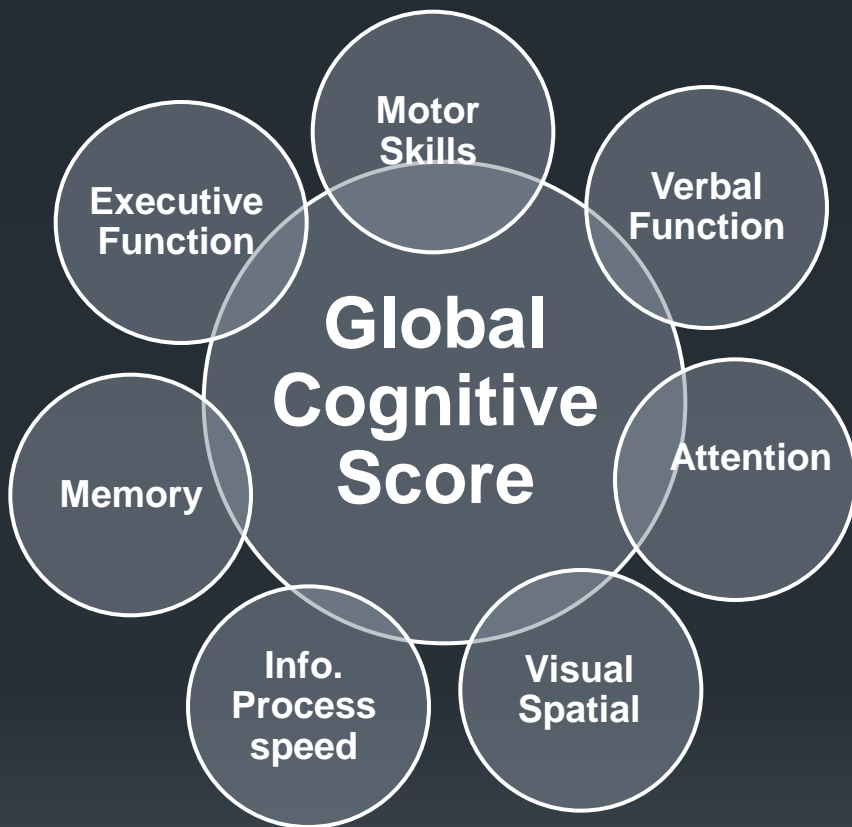 Motor
Skills
Executive
Function
Verbal
Function
Global
Cognitive
Score
Attention
Memory
Info.
Process
speed
Visual
Spatial